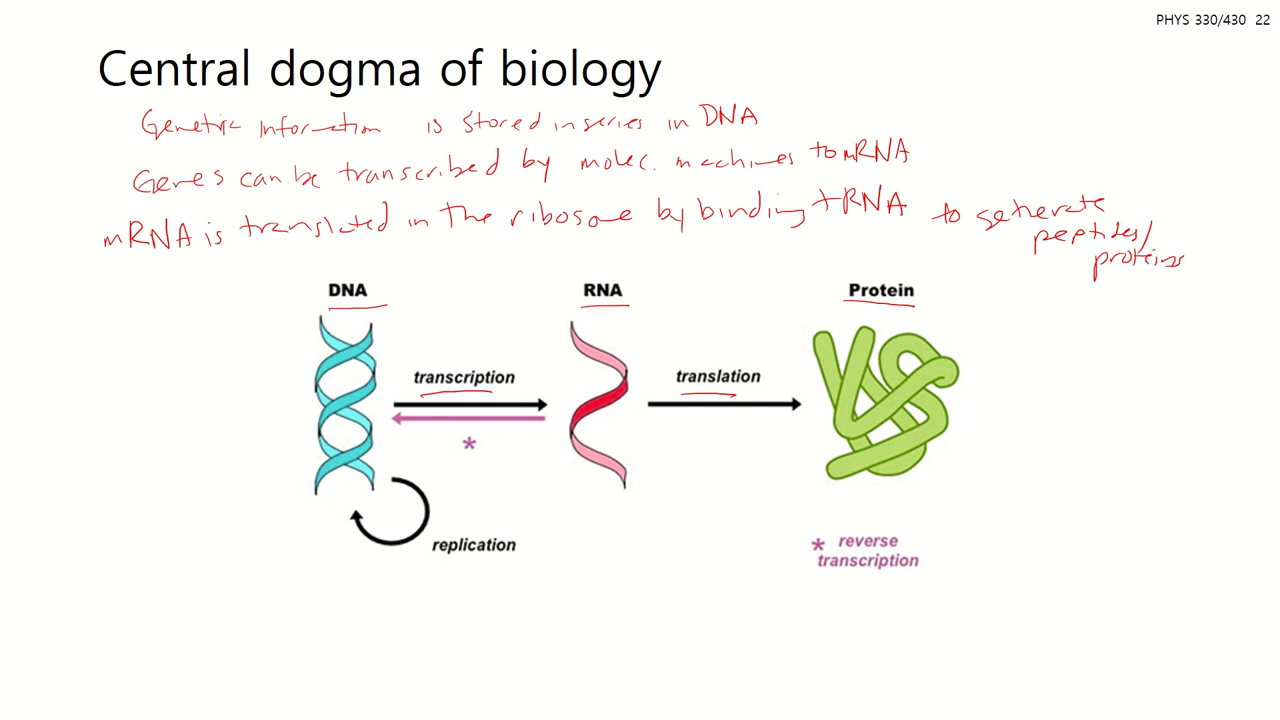 PHYS 330/430 22
Central dogma of biology
Genetic information is stored in series in DNA
Genes can be transcribed by molec. machines to mRNA
mRNA is translated in the ribosome by binding tRNA to generate
peptides/
proteins
DNA RNA Protein
transcription translation
*
replication
* reverse
transcription